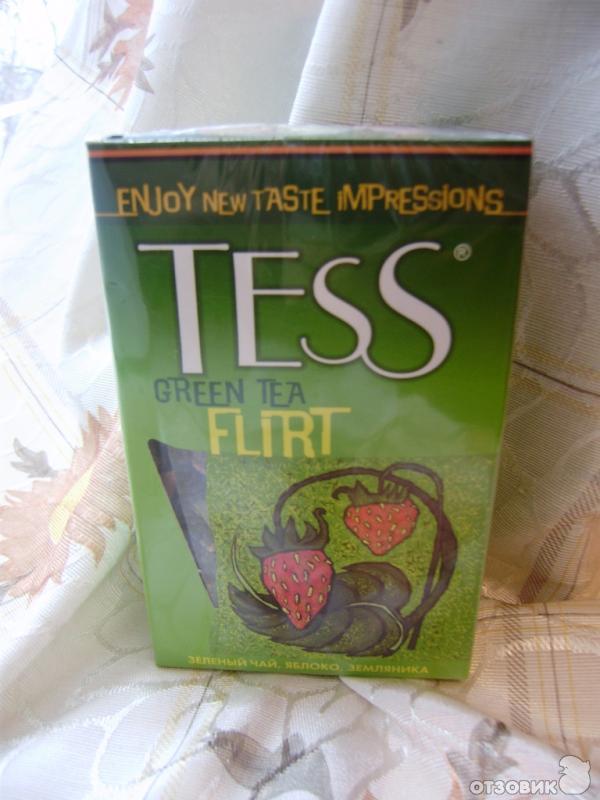 ENJOY NEW TASTE IMPRESSIONS
TESS®
GREEN TEA
FLIRT
ЗЕЛЕНЫЙ ЧАЙ, ЯБЛОКО, ЗЕМЛЯНИКА
ОТЗОВИК